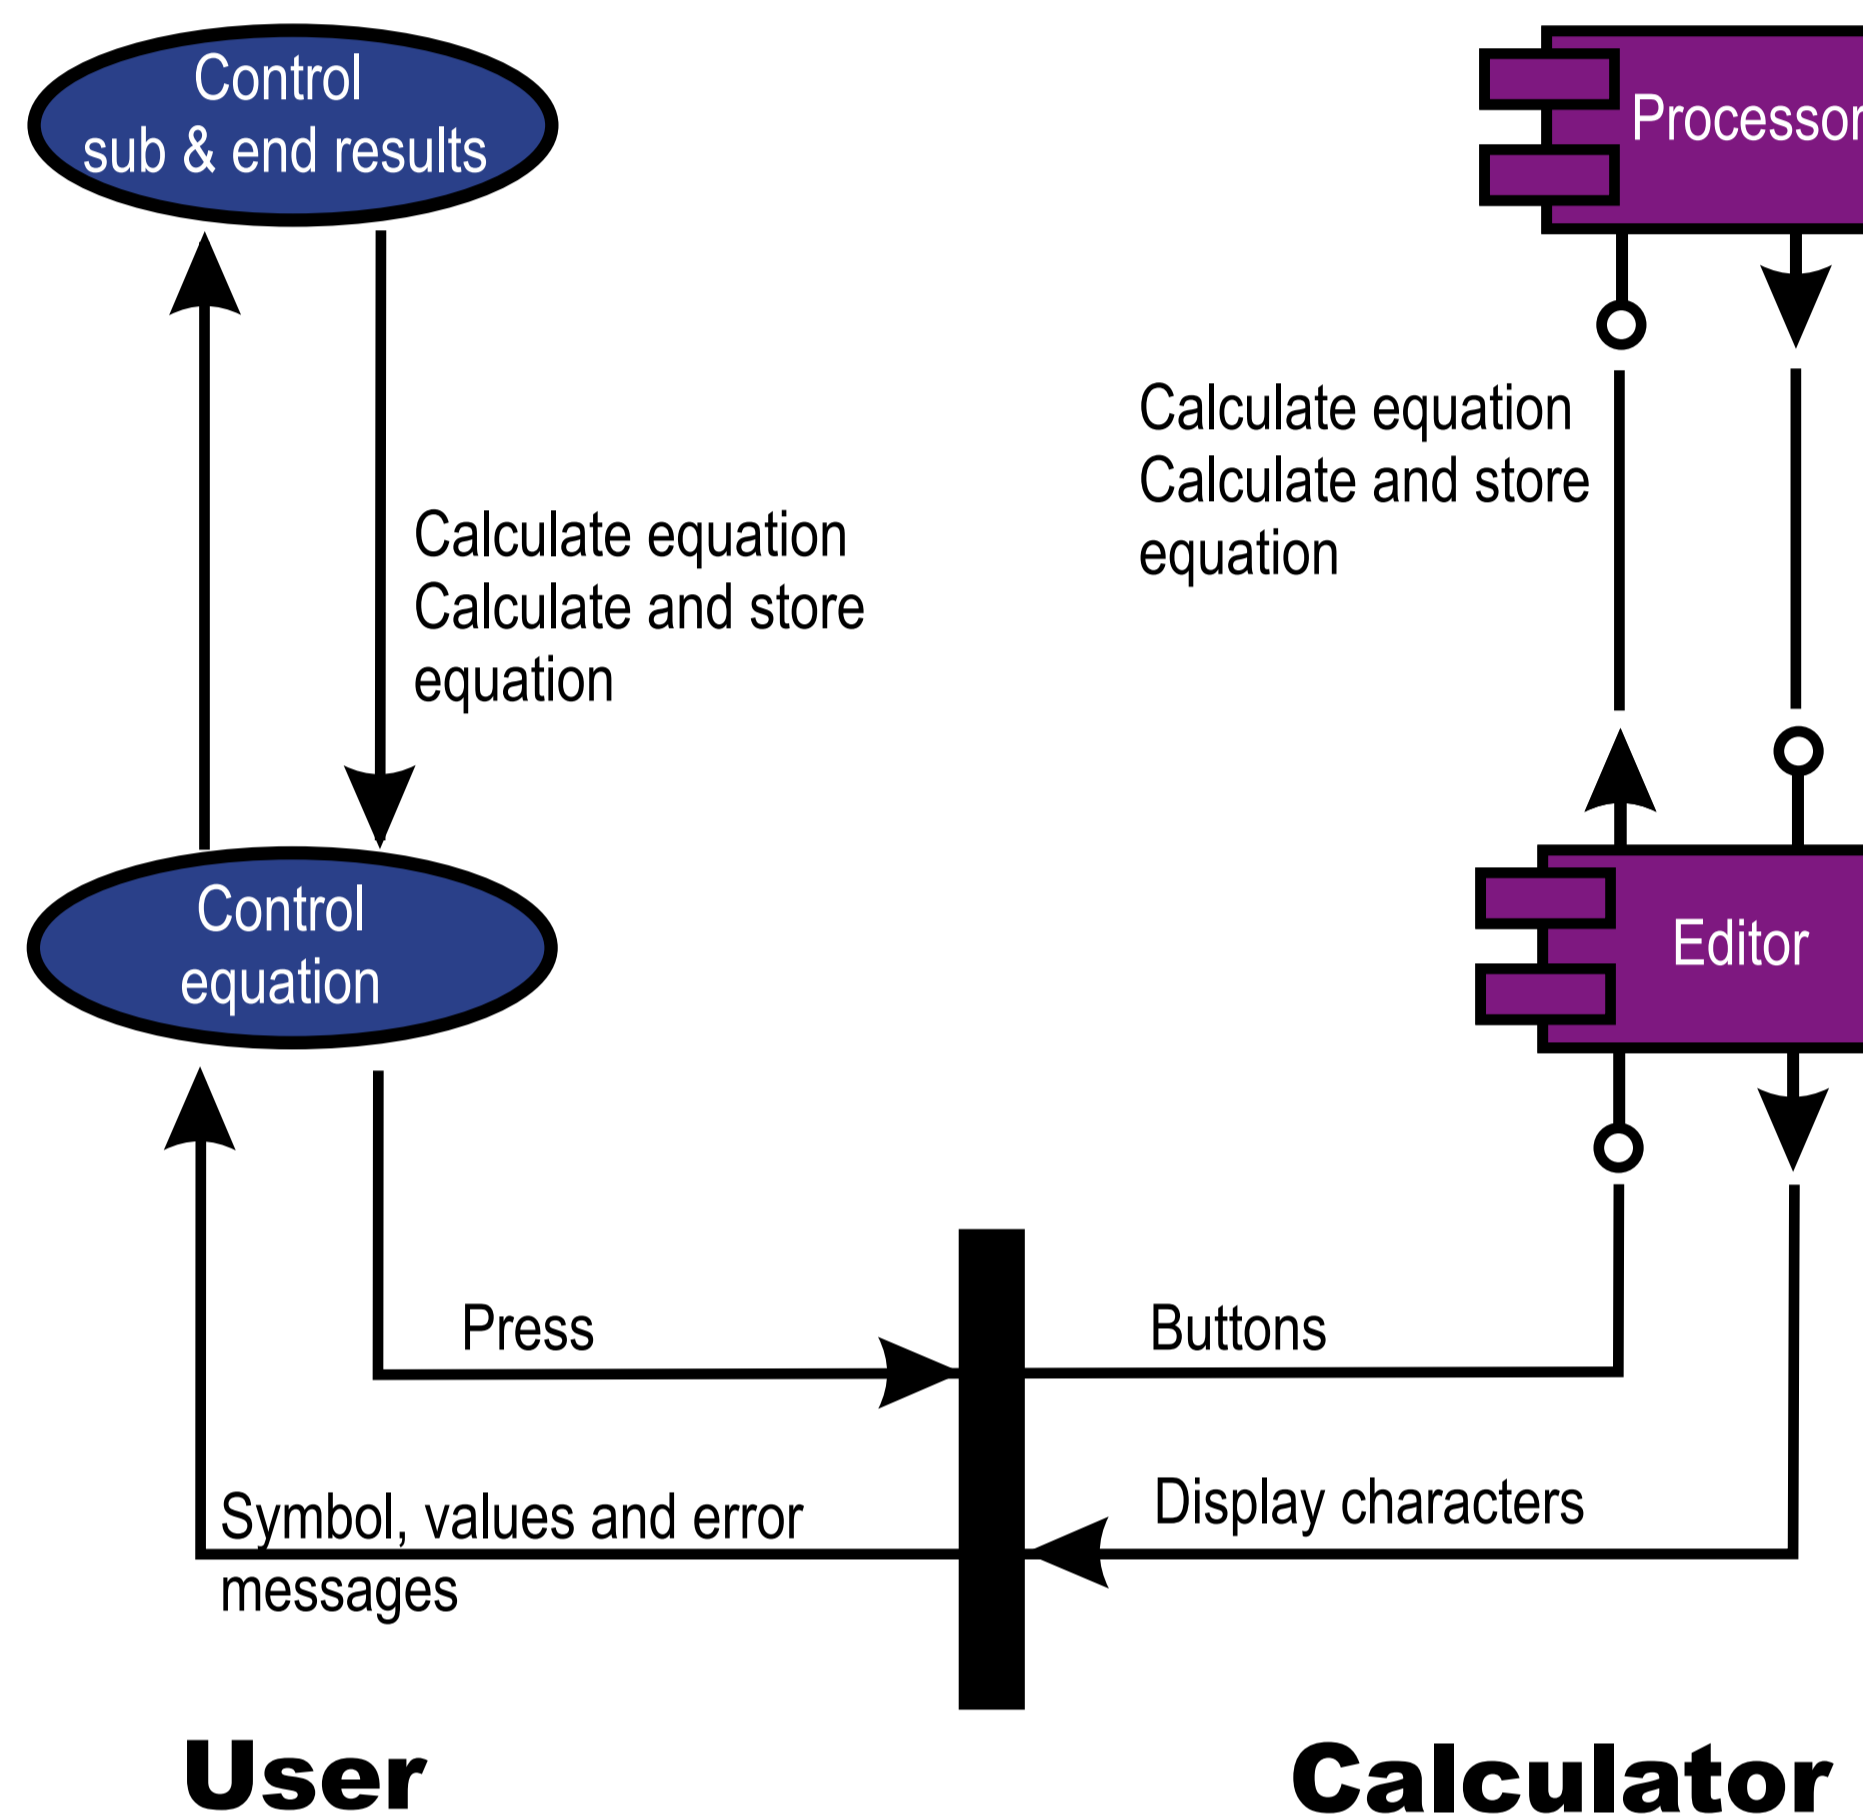 Control
sub & end results
Processor
Calculate equation
Calculate and store
equation
Calculate equation
Calculate and store
equation
Control
equation
Editor
Press
Buttons
Symbol, values and error
messages
Display characters
User
Calculator